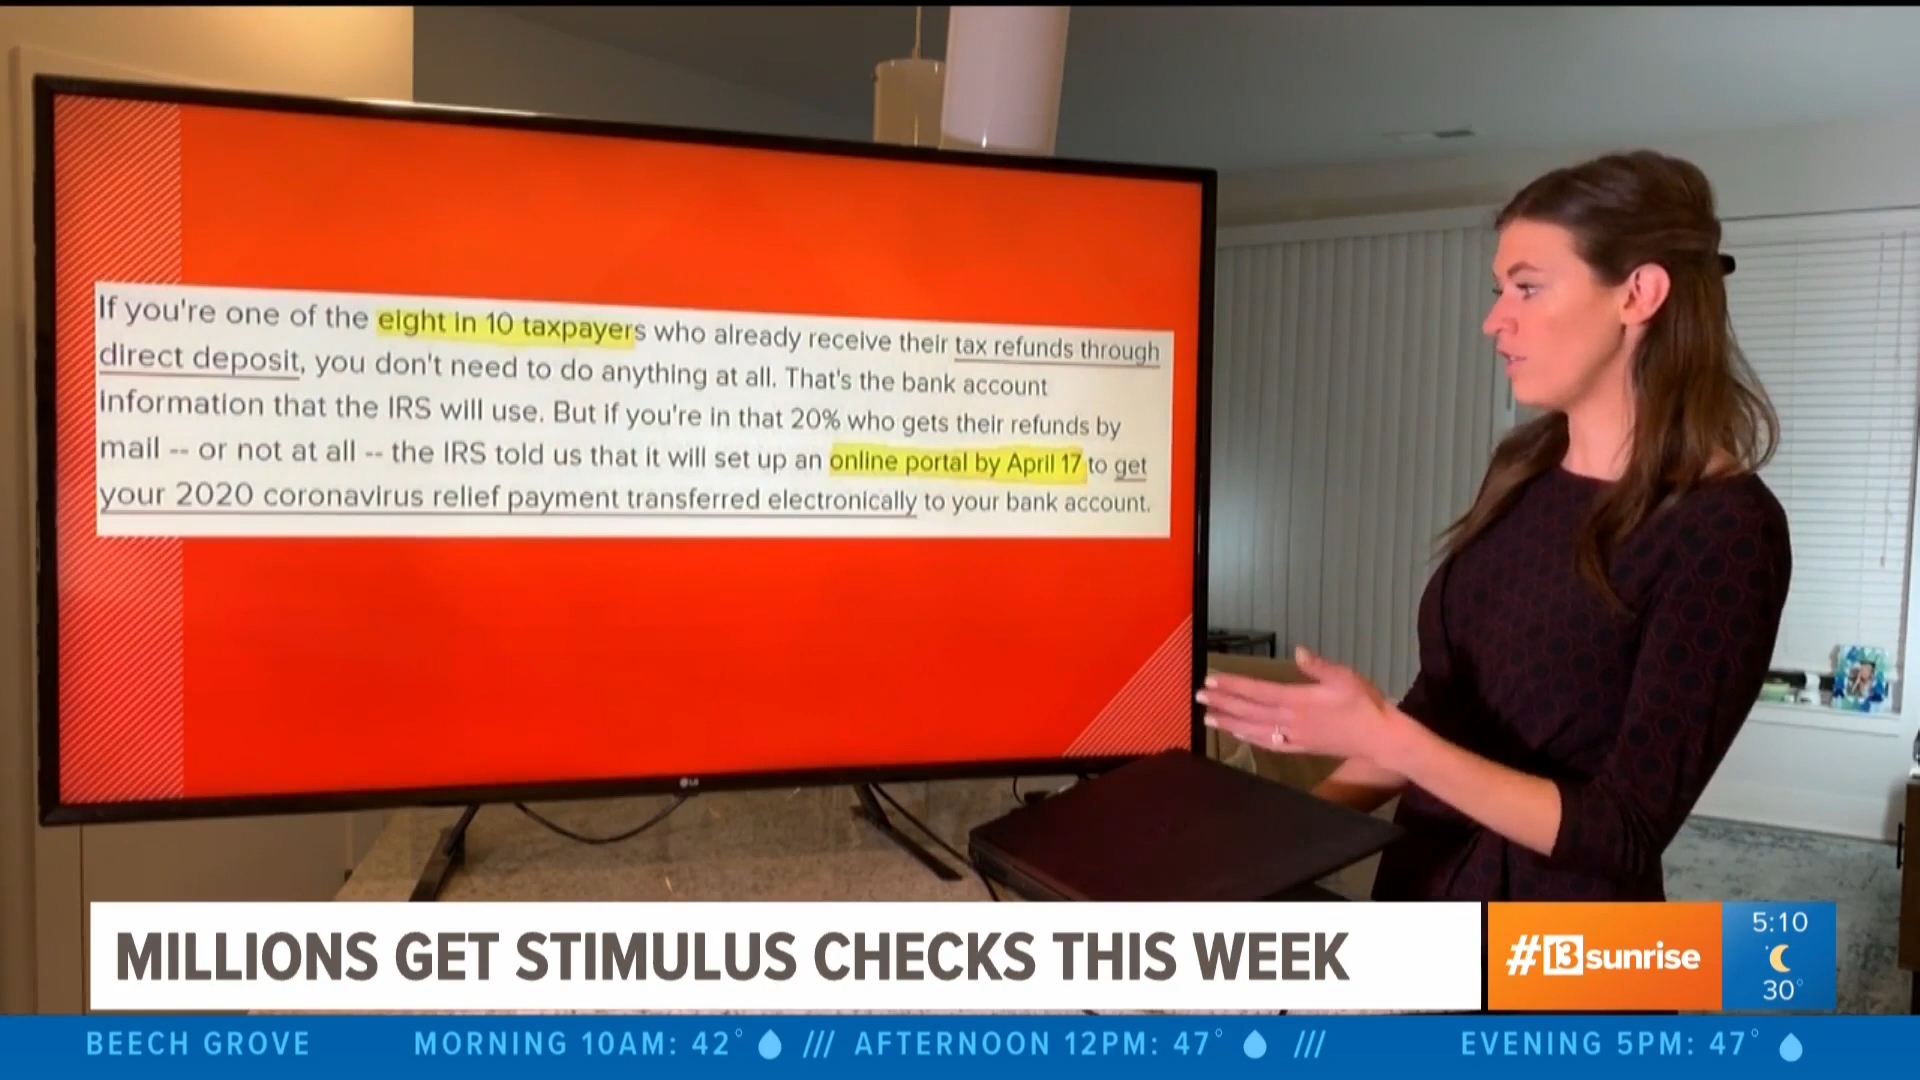 If you're one of the eight in 10 taxpayers who already receive their tax refunds through
direct deposit, you don't need to do anything at all. That's the bank account
information that the IRS will use. But if you're in that 20% who gets their refunds by
mail -- or not at all -- the IRS told us that it will set up an online portal by April 17 to get
your 2020 coronavirus relief payment transferred electronically to your bank account.
LG
MILLIONS GET STIMULUS CHECKS THIS WEEK
#13sunrise
5:10
30°
BEECH GROVE MORNING 10AM: 42° /// AFTERNOON 12PM: 47° /// EVENING 5PM: 47°